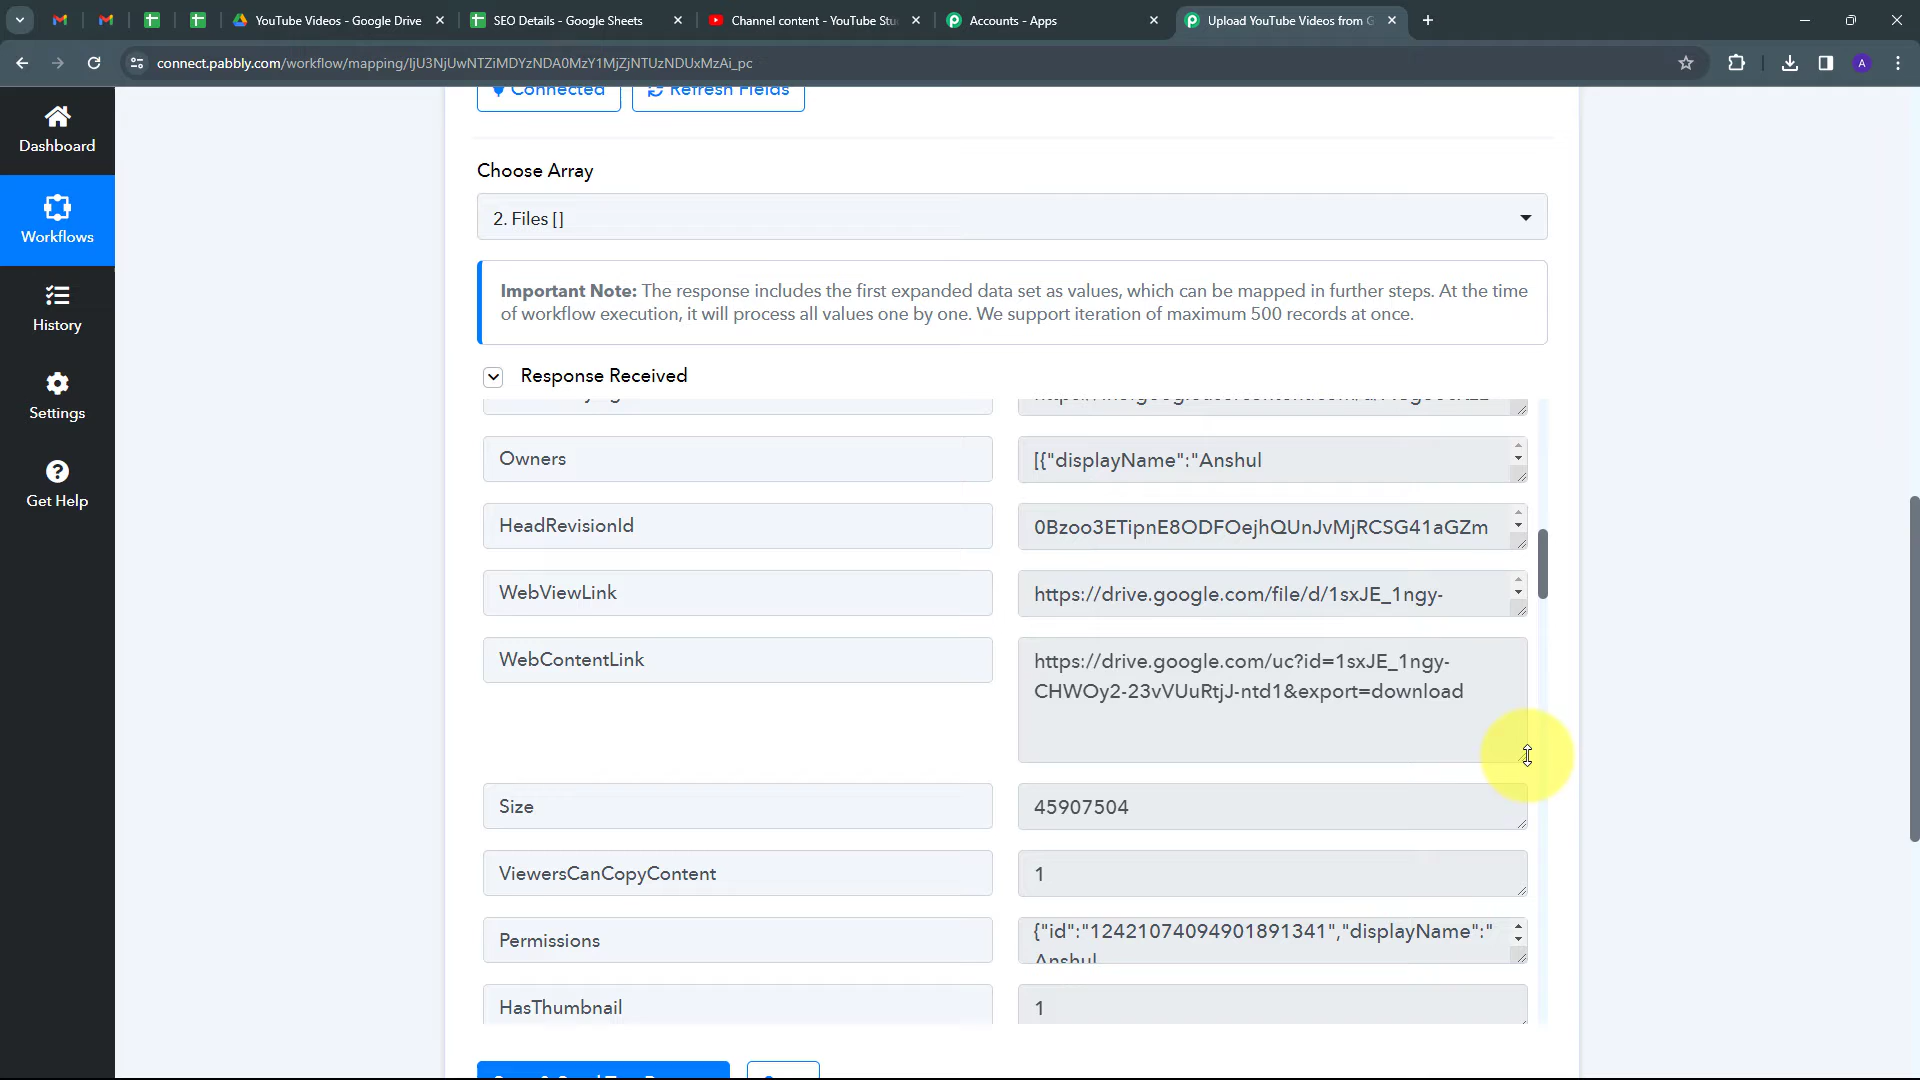 YouTube Videos - Google Drive
SEO Details - Google Sheets
Channel content - YouTube Stu
Accounts - Apps
Upload YouTube Videos from G
connect.pabbly.com/workflow/mapping/IjU3NjUwNTZiMDYzNDA0MzY1MjZjNTUzNDUxMzAi_pc
A
Dashboard
Workflows
History
Settings
Get Help
Connected
Refresh Fields
Choose Array
2. Files []
Important Note: The response includes the first expanded data set as values, which can be mapped in further steps. At the time
of workflow execution, it will process all values one by one. We support iteration of maximum 500 records at once.
Response Received
Owners
[{"displayName":"Anshul
HeadRevisionId
0Bzoo3ETipnE8ODFOejhQUnJvMjRCSG41aGZm
WebViewLink
https://drive.google.com/file/d/1sxJE_1ngy-
WebContentLink
https://drive.google.com/uc?id=1sxJE_1ngy-
CHWOy2-23vVUuRtjJ-ntd1&export=download
Size
45907504
ViewersCanCopyContent
1
Permissions
{"id":"12421074094901891341","displayName":"
Anshul
HasThumbnail
1